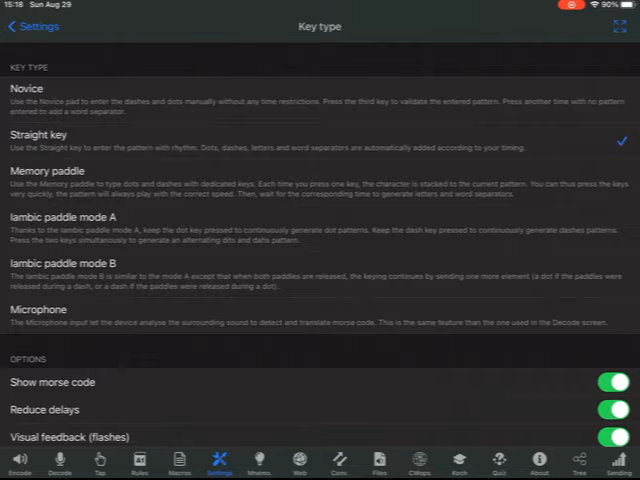 15:18 Sun Aug 29 90%
Settings Key type
KEY TYPE
Novice
Use the Novice pad to enter the dashes and dots manually without any time restrictions. Press the third key to validate the entered pattern. Press another time with no pattern
entered to add a word separator.
Straight key
Use the Straight key to enter the pattern with rhythm. Dots, dashes, letters and word separators are automatically added according to your timing.
Memory paddle
Use the Memory paddle to type dots and dashes with dedicated keys. Each time you press one key, the character is stacked to the current pattern. You can thus press the keys
very quickly, the pattern will always play with the correct speed. Then, wait for the corresponding time to generate letters and word separators.
Iambic paddle mode A
Thanks to the Iambic paddle mode A, keep the dot key pressed to continuously generate dot patterns. Keep the dash key pressed to continuously generate dashes patterns.
Press the two keys simultaneously to generate an alternating dits and dahs pattern.
Iambic paddle mode B
The Iambic paddle mode B is similar to the mode A except that when both paddles are released, the keying continues by sending one more element (a dot if the paddles were
released during a dash, or a dash if the paddles were released during a dot).
Microphone
The Microphone input let the device analyse the surrounding sound to detect and translate morse code. This is the same feature than the one used in the Decode screen.
OPTIONS
Show morse code
Reduce delays
Visual feedback (flashes)
Encode Decode Tap Rules Macros Settings Mnemo. Web Conv. Files CWops Koch Quiz About Tree Sending